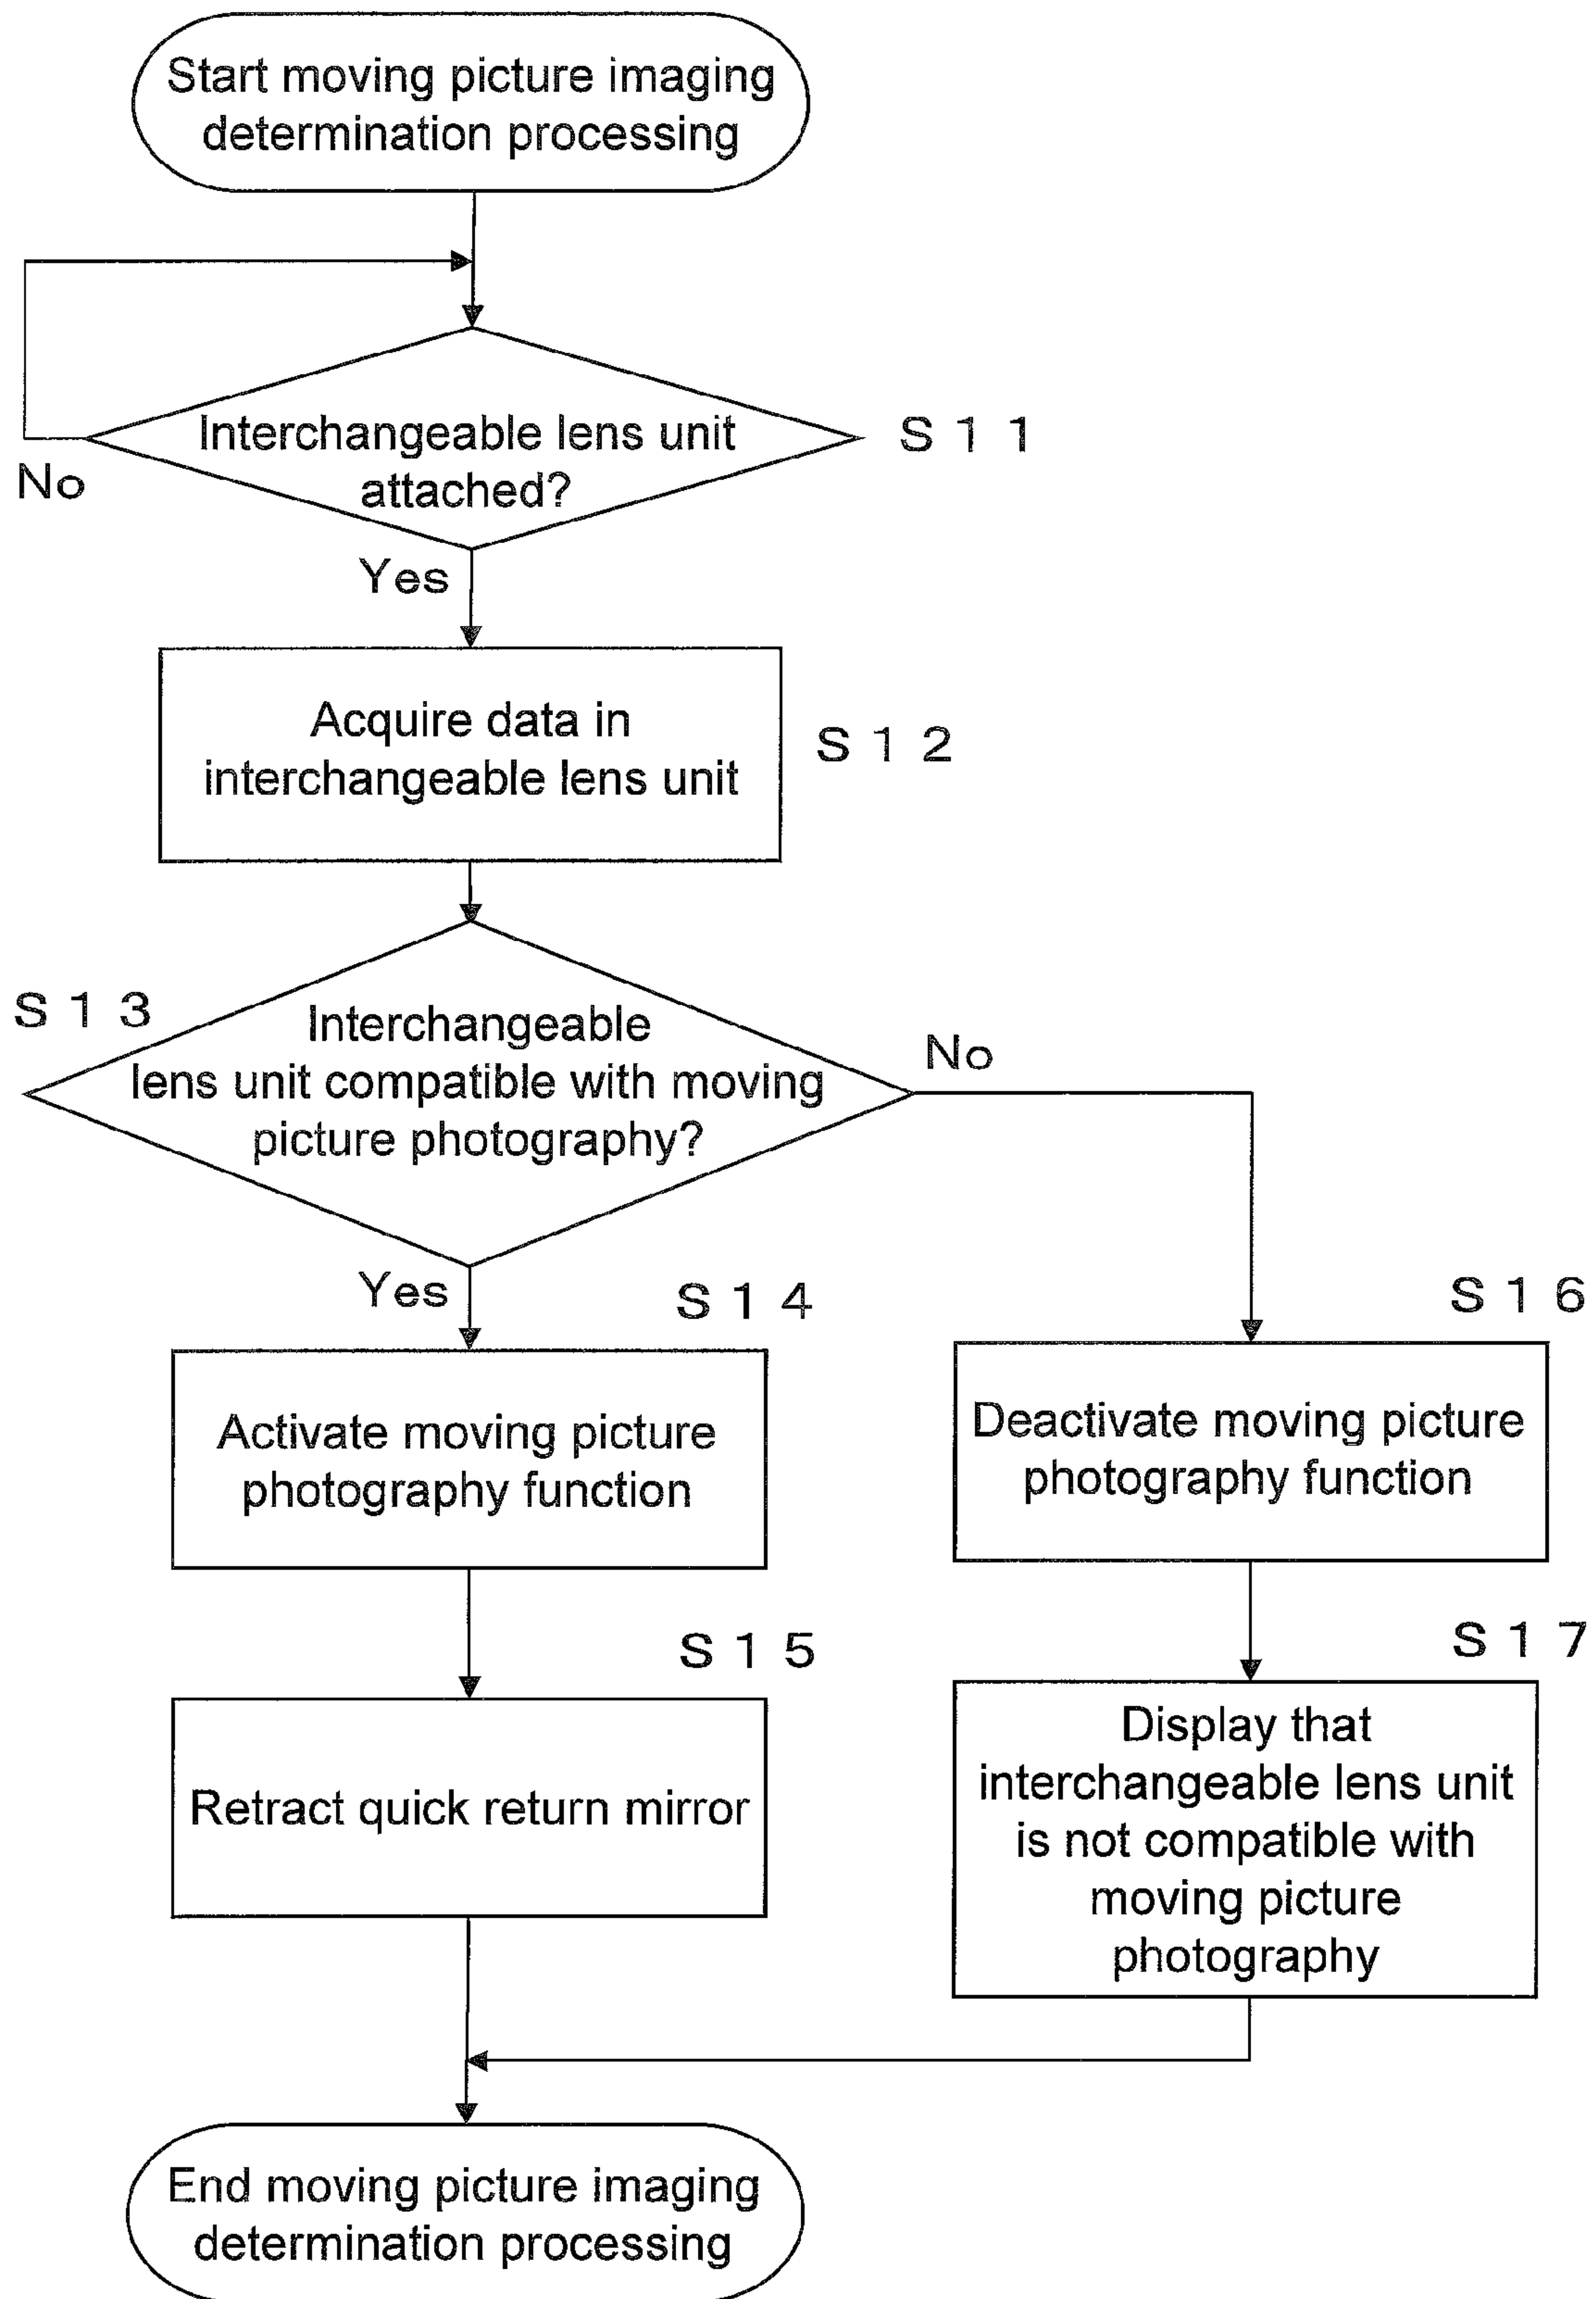 Start moving picture imaging
determination processing
Interchangeable lens unit
attached?
S 1 1
No
Yes
Acquire data in
interchangeable lens unit
S 1 2
S 1 3
Interchangeable
lens unit compatible with moving
picture photography?
No
Yes
S 1 4
Activate moving picture
photography function
S 1 6
Deactivate moving picture
photography function
S 1 5
Retract quick return mirror
S 1 7
Display that
interchangeable lens unit
is not compatible with
moving picture
photography
End moving picture imaging
determination processing